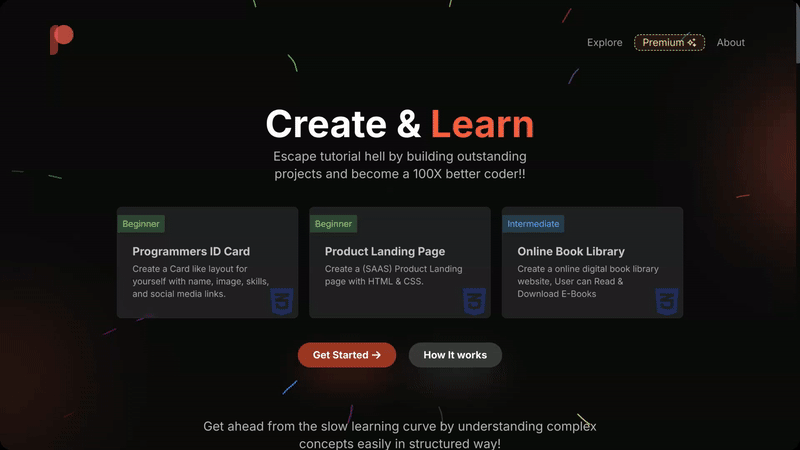 Explore
Premium
About
Create & Learn
Escape tutorial hell by building outstanding
projects and become a 100X better coder!!
Beginner
Programmers ID Card
Create a Card like layout for
yourself with name, image, skills,
and social media links.
Beginner
Product Landing Page
Create a (SAAS) Product Landing
page with HTML & CSS.
Intermediate
Online Book Library
Create a online digital book library
website, User can Read &
Download E-Books
Get Started →
How It works
Get ahead from the slow learning curve by understanding complex
concepts easily in structured way!